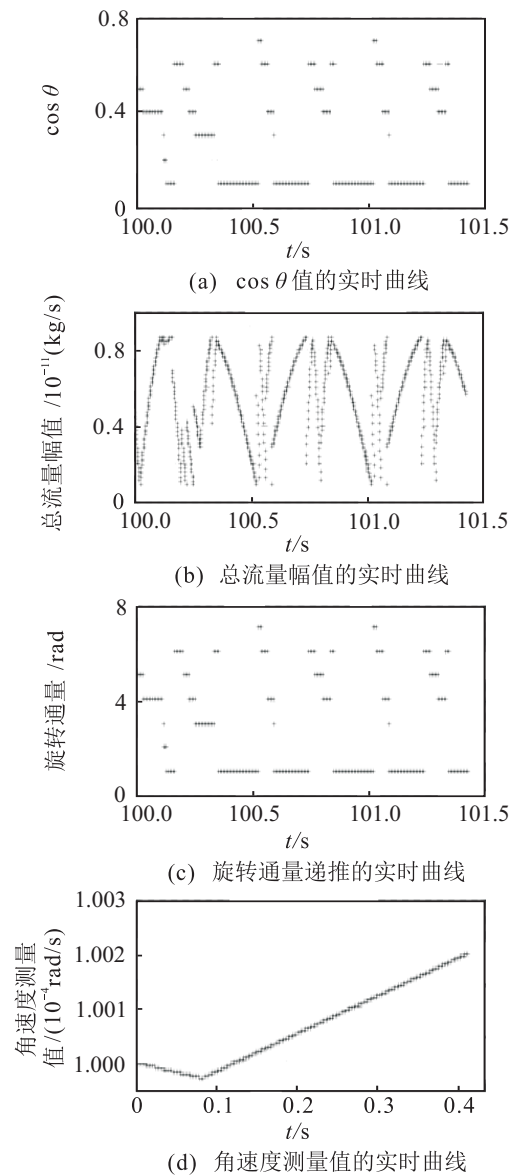 0.8
cos θ
0.4
0
100.0 100.5 101.0 101.5
t/s
(a) cos θ 值的实时曲线
总流量幅值 /10⁻¹¹(kg/s)
0.8
0.4
0
100.0 100.5 101.0 101.5
t/s
(b) 总流量幅值的实时曲线
旋转通量 /rad
8
4
0
100.0 100.5 101.0 101.5
t/s
(c) 旋转通量递推的实时曲线
角速度测量
值/(10⁻⁴rad/s)
1.003
1.002
1.001
1.000
0 0.1 0.2 0.3 0.4
t/s
(d) 角速度测量值的实时曲线